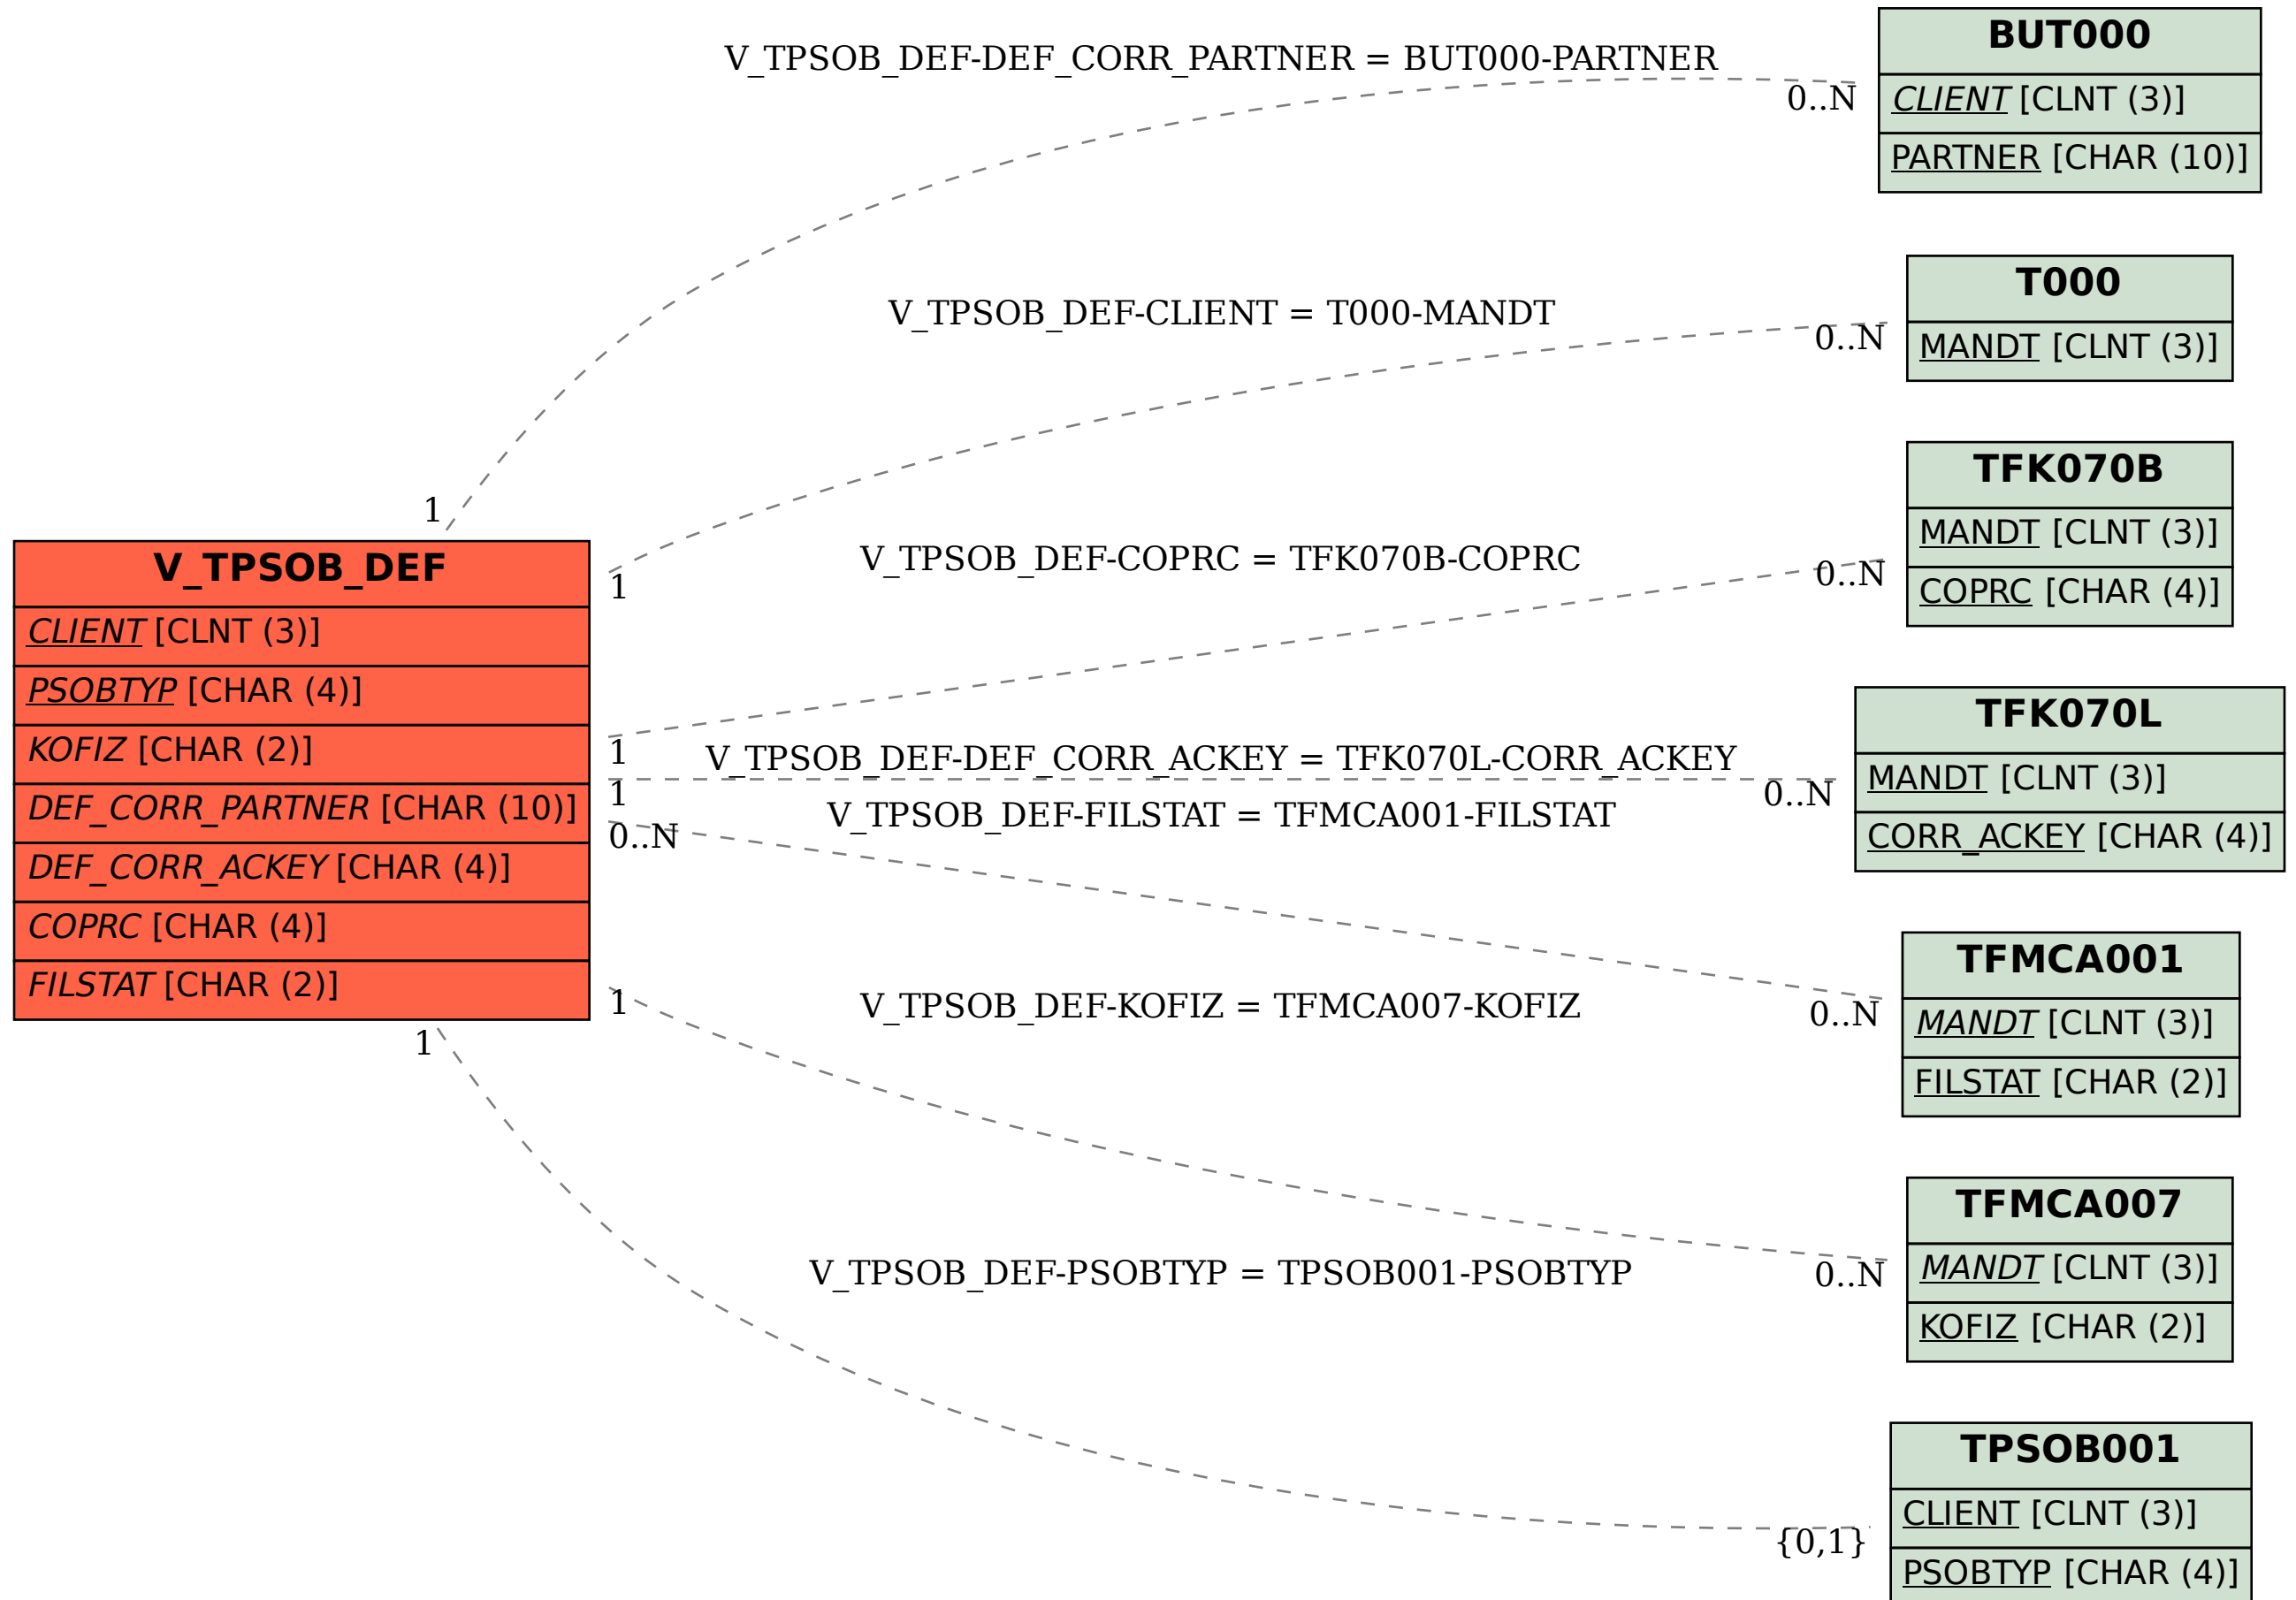 V_TPSOB_DEF-DEF_CORR_PARTNER = BUT000-PARTNER
1
0..N
BUT000
CLIENT [CLNT (3)]
PARTNER [CHAR (10)]
V_TPSOB_DEF-CLIENT = T000-MANDT
1
0..N
T000
MANDT [CLNT (3)]
V_TPSOB_DEF-COPRC = TFK070B-COPRC
1
0..N
TFK070B
MANDT [CLNT (3)]
COPRC [CHAR (4)]
V_TPSOB_DEF
CLIENT [CLNT (3)]
PSOBTYP [CHAR (4)]
KOFIZ [CHAR (2)]
DEF_CORR_PARTNER [CHAR (10)]
DEF_CORR_ACKEY [CHAR (4)]
COPRC [CHAR (4)]
FILSTAT [CHAR (2)]
V_TPSOB_DEF-DEF_CORR_ACKEY = TFK070L-CORR_ACKEY
1
0..N
TFK070L
MANDT [CLNT (3)]
CORR_ACKEY [CHAR (4)]
V_TPSOB_DEF-FILSTAT = TFMCA001-FILSTAT
0..N
0..N
TFMCA001
MANDT [CLNT (3)]
FILSTAT [CHAR (2)]
V_TPSOB_DEF-KOFIZ = TFMCA007-KOFIZ
1
0..N
TFMCA007
MANDT [CLNT (3)]
KOFIZ [CHAR (2)]
V_TPSOB_DEF-PSOBTYP = TPSOB001-PSOBTYP
1
{0,1}
TPSOB001
CLIENT [CLNT (3)]
PSOBTYP [CHAR (4)]